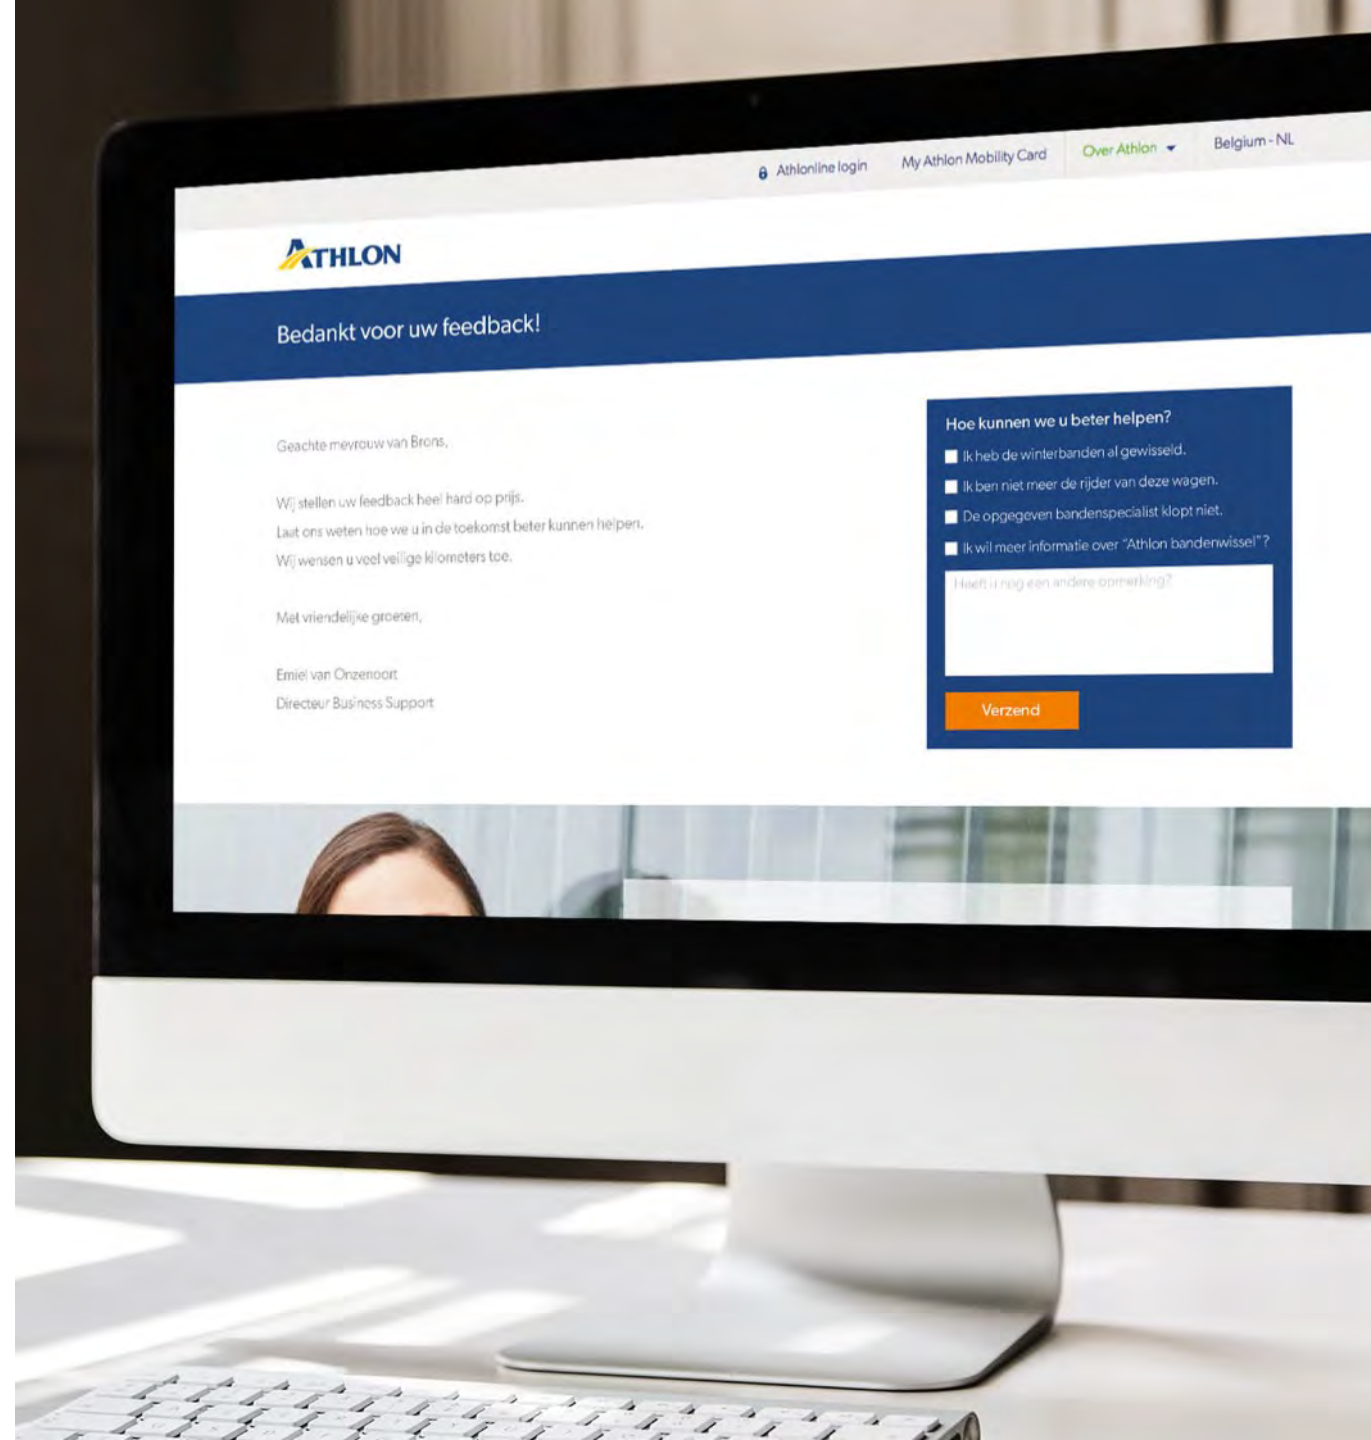 Athlonline login My Athlon Mobility Card Over Athlon Belgium - NL
ATHLON
Bedankt voor uw feedback!
Geachte mevrouw van Brons,
Wij stellen uw feedback heel hard op prijs.
Laat ons weten hoe we u in de toekomst beter kunnen helpen.
Wij wensen u veel veilige kilometers toe.
Met vriendelijke groeten,
Emiel van Onzenoort
Directeur Business Support
Hoe kunnen we u beter helpen?
Ik heb de winterbanden al gewisseld.
Ik ben niet meer de rijder van deze wagen.
De opgegeven bandenspecialist klopt niet.
Ik wil meer informatie over "Athlon bandenwissel"?
Heeft u nog een andere opmerking?
Verzend